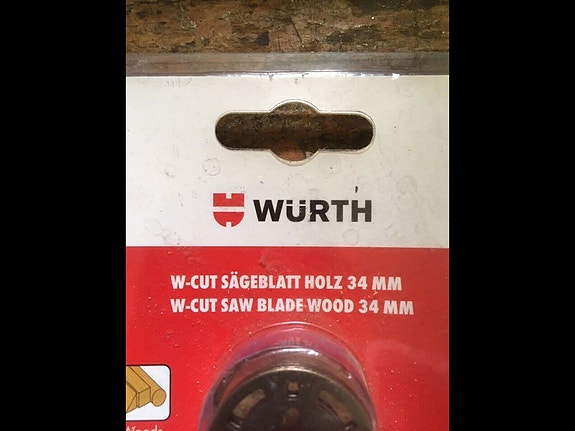 WÜRTH
W-CUT SÄGEBLATT HOLZ 34 MM
W-CUT SAW BLADE WOOD 34 MM